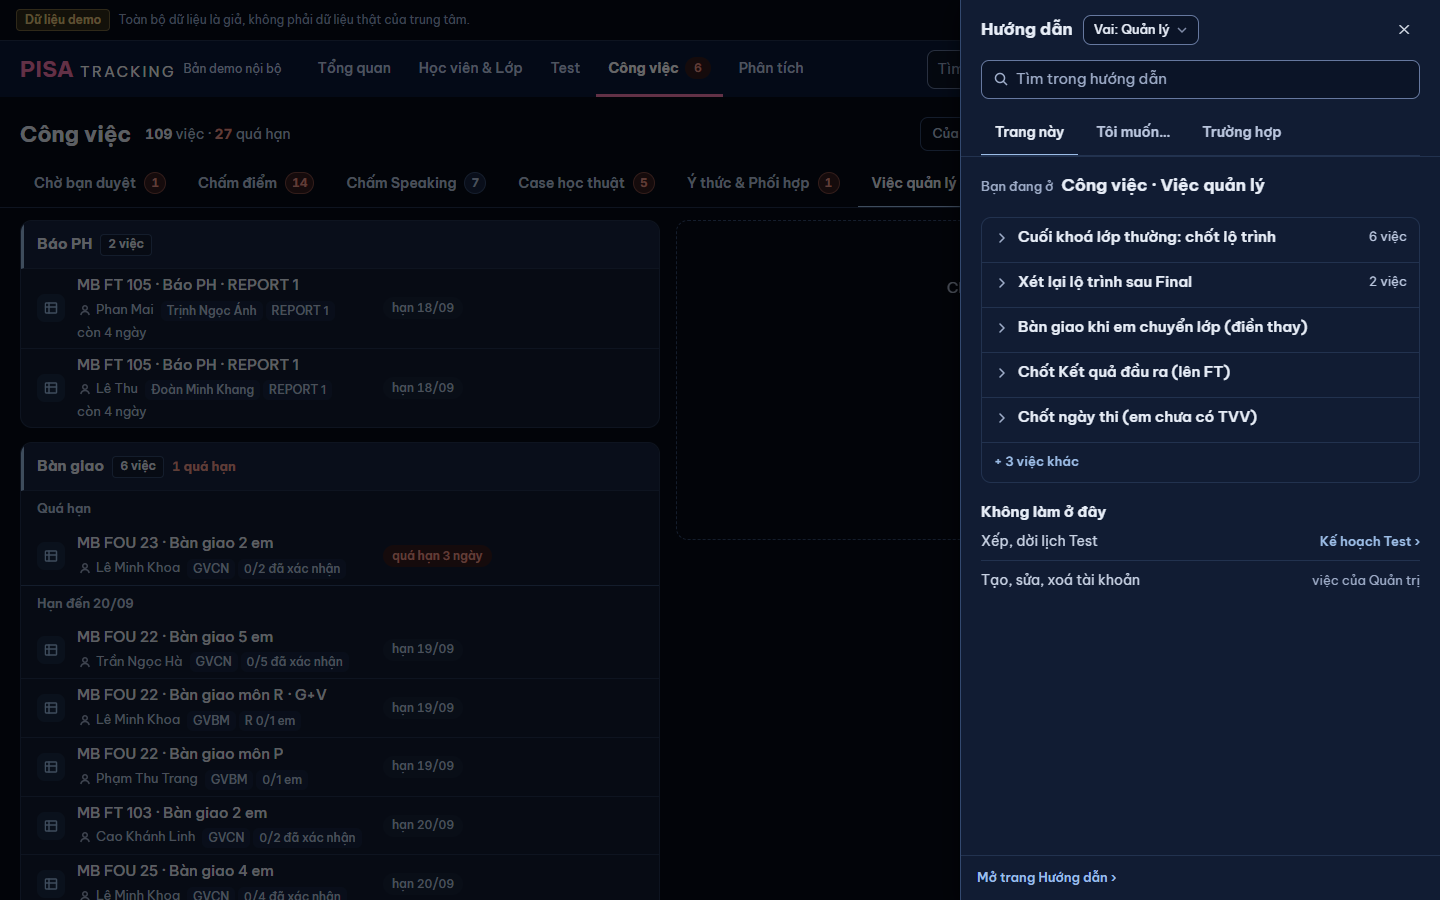 Dữ liệu demo Toàn bộ dữ liệu là giả, không phải dữ liệu thật của trung tâm.
PISA TRACKING Bản demo nội bộ Tổng quan Học viên & Lớp Test Công việc 6 Phân tích Tìm
Công việc 109 việc · 27 quá hạn Của
Chờ bạn duyệt 1 Chấm điểm 14 Chấm Speaking 7 Case học thuật 5 Ý thức & Phối hợp 1 Việc quản lý
Báo PH 2 việc
MB FT 105 · Báo PH · REPORT 1
Phan Mai Trịnh Ngọc Ánh REPORT 1 hạn 18/09
còn 4 ngày
MB FT 105 · Báo PH · REPORT 1
Lê Thu Đoàn Minh Khang REPORT 1 hạn 18/09
còn 4 ngày
Bàn giao 6 việc 1 quá hạn
Quá hạn
MB FOU 23 · Bàn giao 2 em
Lê Minh Khoa GVCN 0/2 đã xác nhận quá hạn 3 ngày
Hạn đến 20/09
MB FOU 22 · Bàn giao 5 em
Trần Ngọc Hà GVCN 0/5 đã xác nhận hạn 19/09
MB FOU 22 · Bàn giao môn R · G+V
Lê Minh Khoa GVBM R 0/1 em hạn 19/09
MB FOU 22 · Bàn giao môn P
Phạm Thu Trang GVBM 0/1 em hạn 19/09
MB FT 103 · Bàn giao 2 em
Cao Khánh Linh GVCN 0/2 đã xác nhận hạn 20/09
MB FOU 25 · Bàn giao 4 em
Lê Minh Khoa GVCN 0/4 đã xác nhận hạn 20/09
Hướng dẫn Vai: Quản lý
Tìm trong hướng dẫn
Trang này Tôi muốn... Trường hợp
Bạn đang ở Công việc · Việc quản lý
Cuối khoá lớp thường: chốt lộ trình 6 việc
Xét lại lộ trình sau Final 2 việc
Bàn giao khi em chuyển lớp (điền thay)
Chốt Kết quả đầu ra (lên FT)
Chốt ngày thi (em chưa có TVV)
+ 3 việc khác
Không làm ở đây
Xếp, dời lịch Test Kế hoạch Test ›
Tạo, sửa, xoá tài khoản việc của Quản trị
Mở trang Hướng dẫn ›